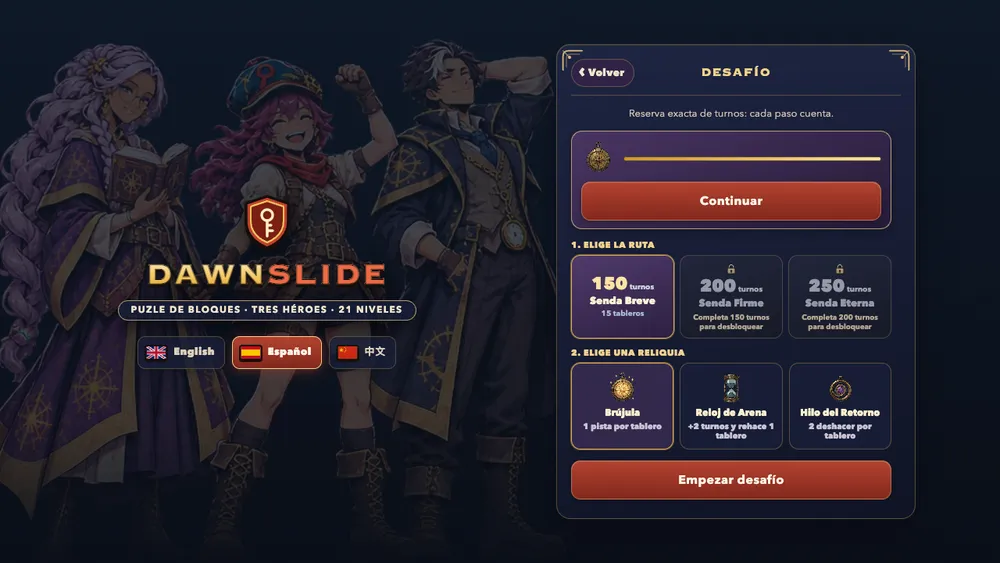 DAWNSLIDE
PUZLE DE BLOQUES · TRES HÉROES · 21 NIVELES
English
Español
中文
Volver
DESAFÍO
Reserva exacta de turnos: cada paso cuenta.
Continuar
1. ELIGE LA RUTA
150 turnos
Senda Breve
15 tableros
200 turnos
Senda Firme
Completa 150 turnos
para desbloquear
250 turnos
Senda Eterna
Completa 200 turnos
para desbloquear
2. ELIGE UNA RELIQUIA
Brújula
1 pista por tablero
Reloj de Arena
+2 turnos y rehace 1
tablero
Hilo del Retorno
2 deshacer por
tablero
Empezar desafío